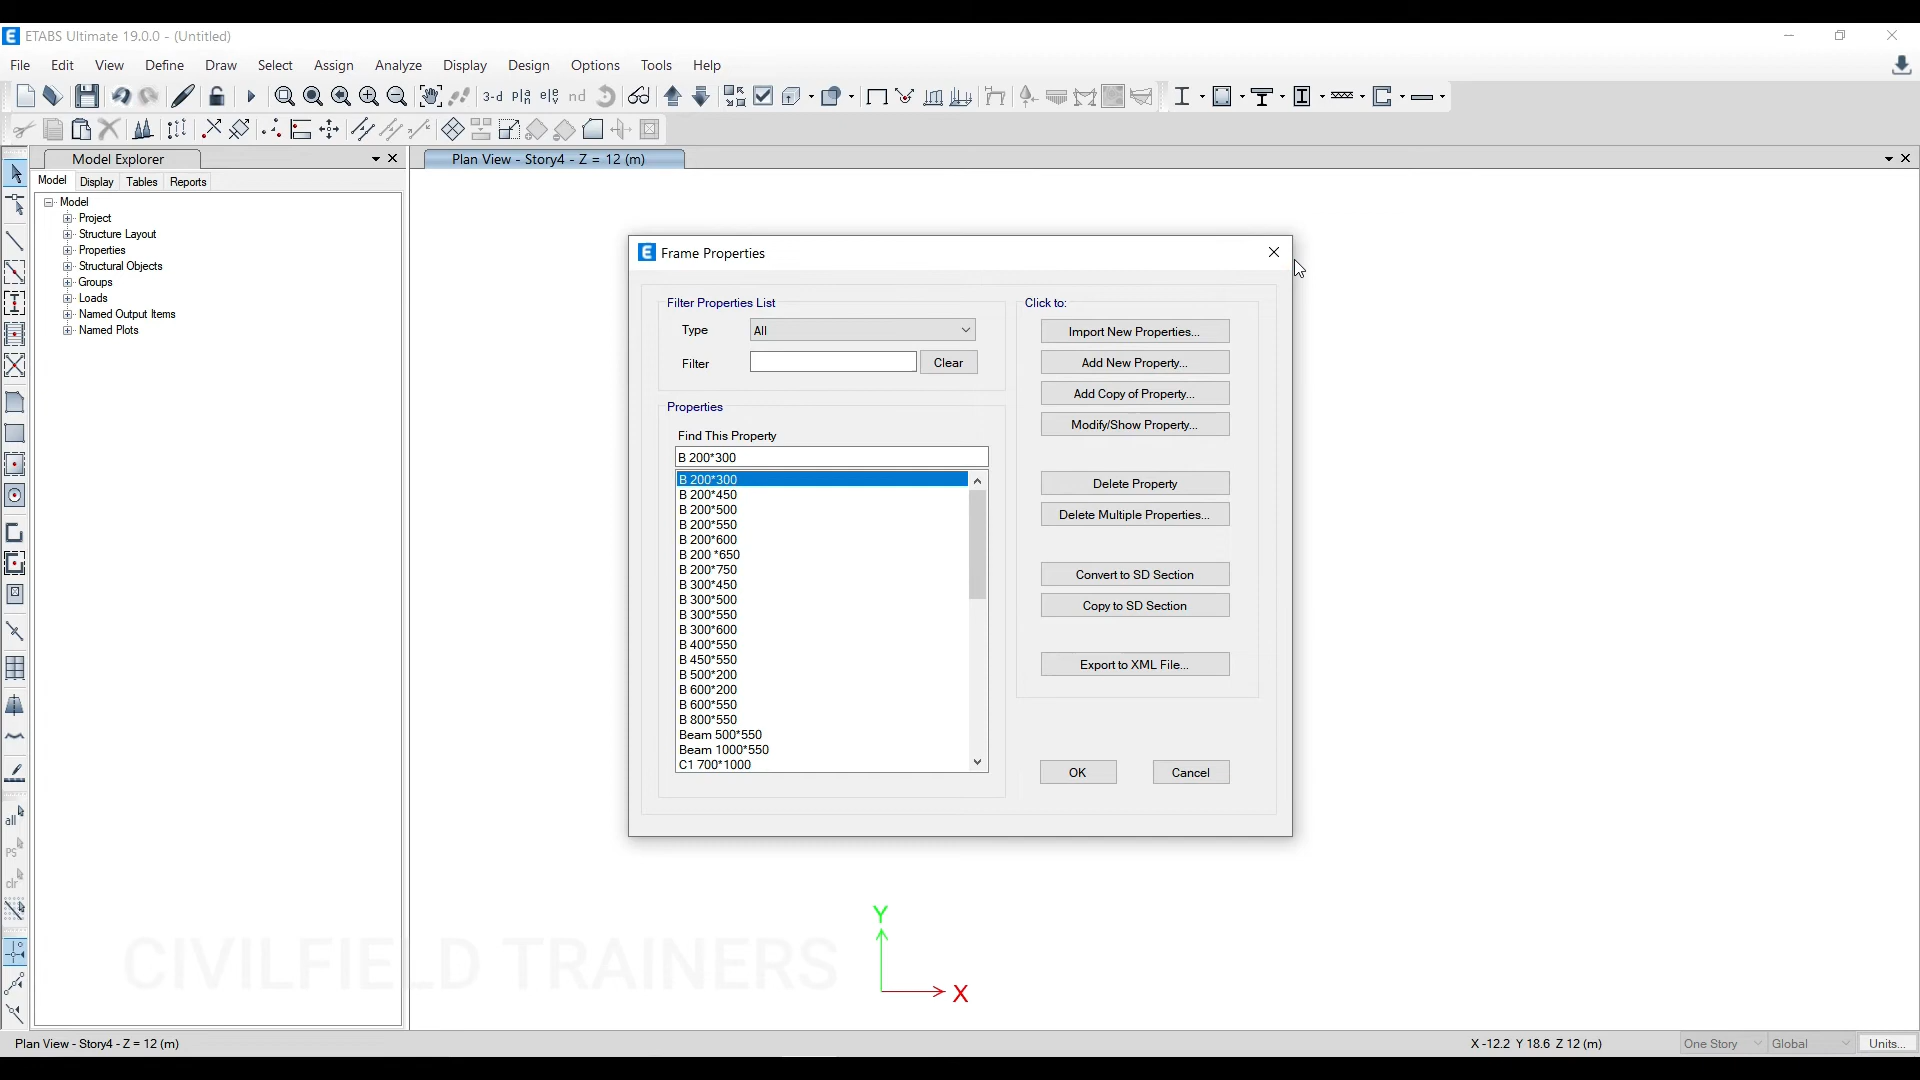 ETABS Ultimate 19.0.0 - (Untitled)
File Edit View Define Draw Select Assign Analyze Display Design Options Tools Help
3-d pla ele nd
Model Explorer
Plan View - Story4 - Z = 12 (m)
Model Display Tables Reports
Model
Project
Structure Layout
Properties
Structural Objects
Groups
Loads
Named Output Items
Named Plots
all
ps
clr
Frame Properties
Filter Properties List
Type All
Filter Clear
Properties
Find This Property
B 200*300
B 200*300
B 200*450
B 200*500
B 200*550
B 200*600
B 200 *650
B 200*750
B 300*450
B 300*500
B 300*550
B 300*600
B 400*550
B 450*550
B 500*200
B 600*200
B 600*550
B 800*550
Beam 500*550
Beam 1000*550
C1 700*1000
Click to:
Import New Properties...
Add New Property...
Add Copy of Property...
Modify/Show Property...
Delete Property
Delete Multiple Properties...
Convert to SD Section
Copy to SD Section
Export to XML File...
OK Cancel
Y
X
CIVILFIELD TRAINERS
Plan View - Story4 - Z = 12 (m)
X -12.2 Y 18.6 Z 12 (m)
One Story Global Units...